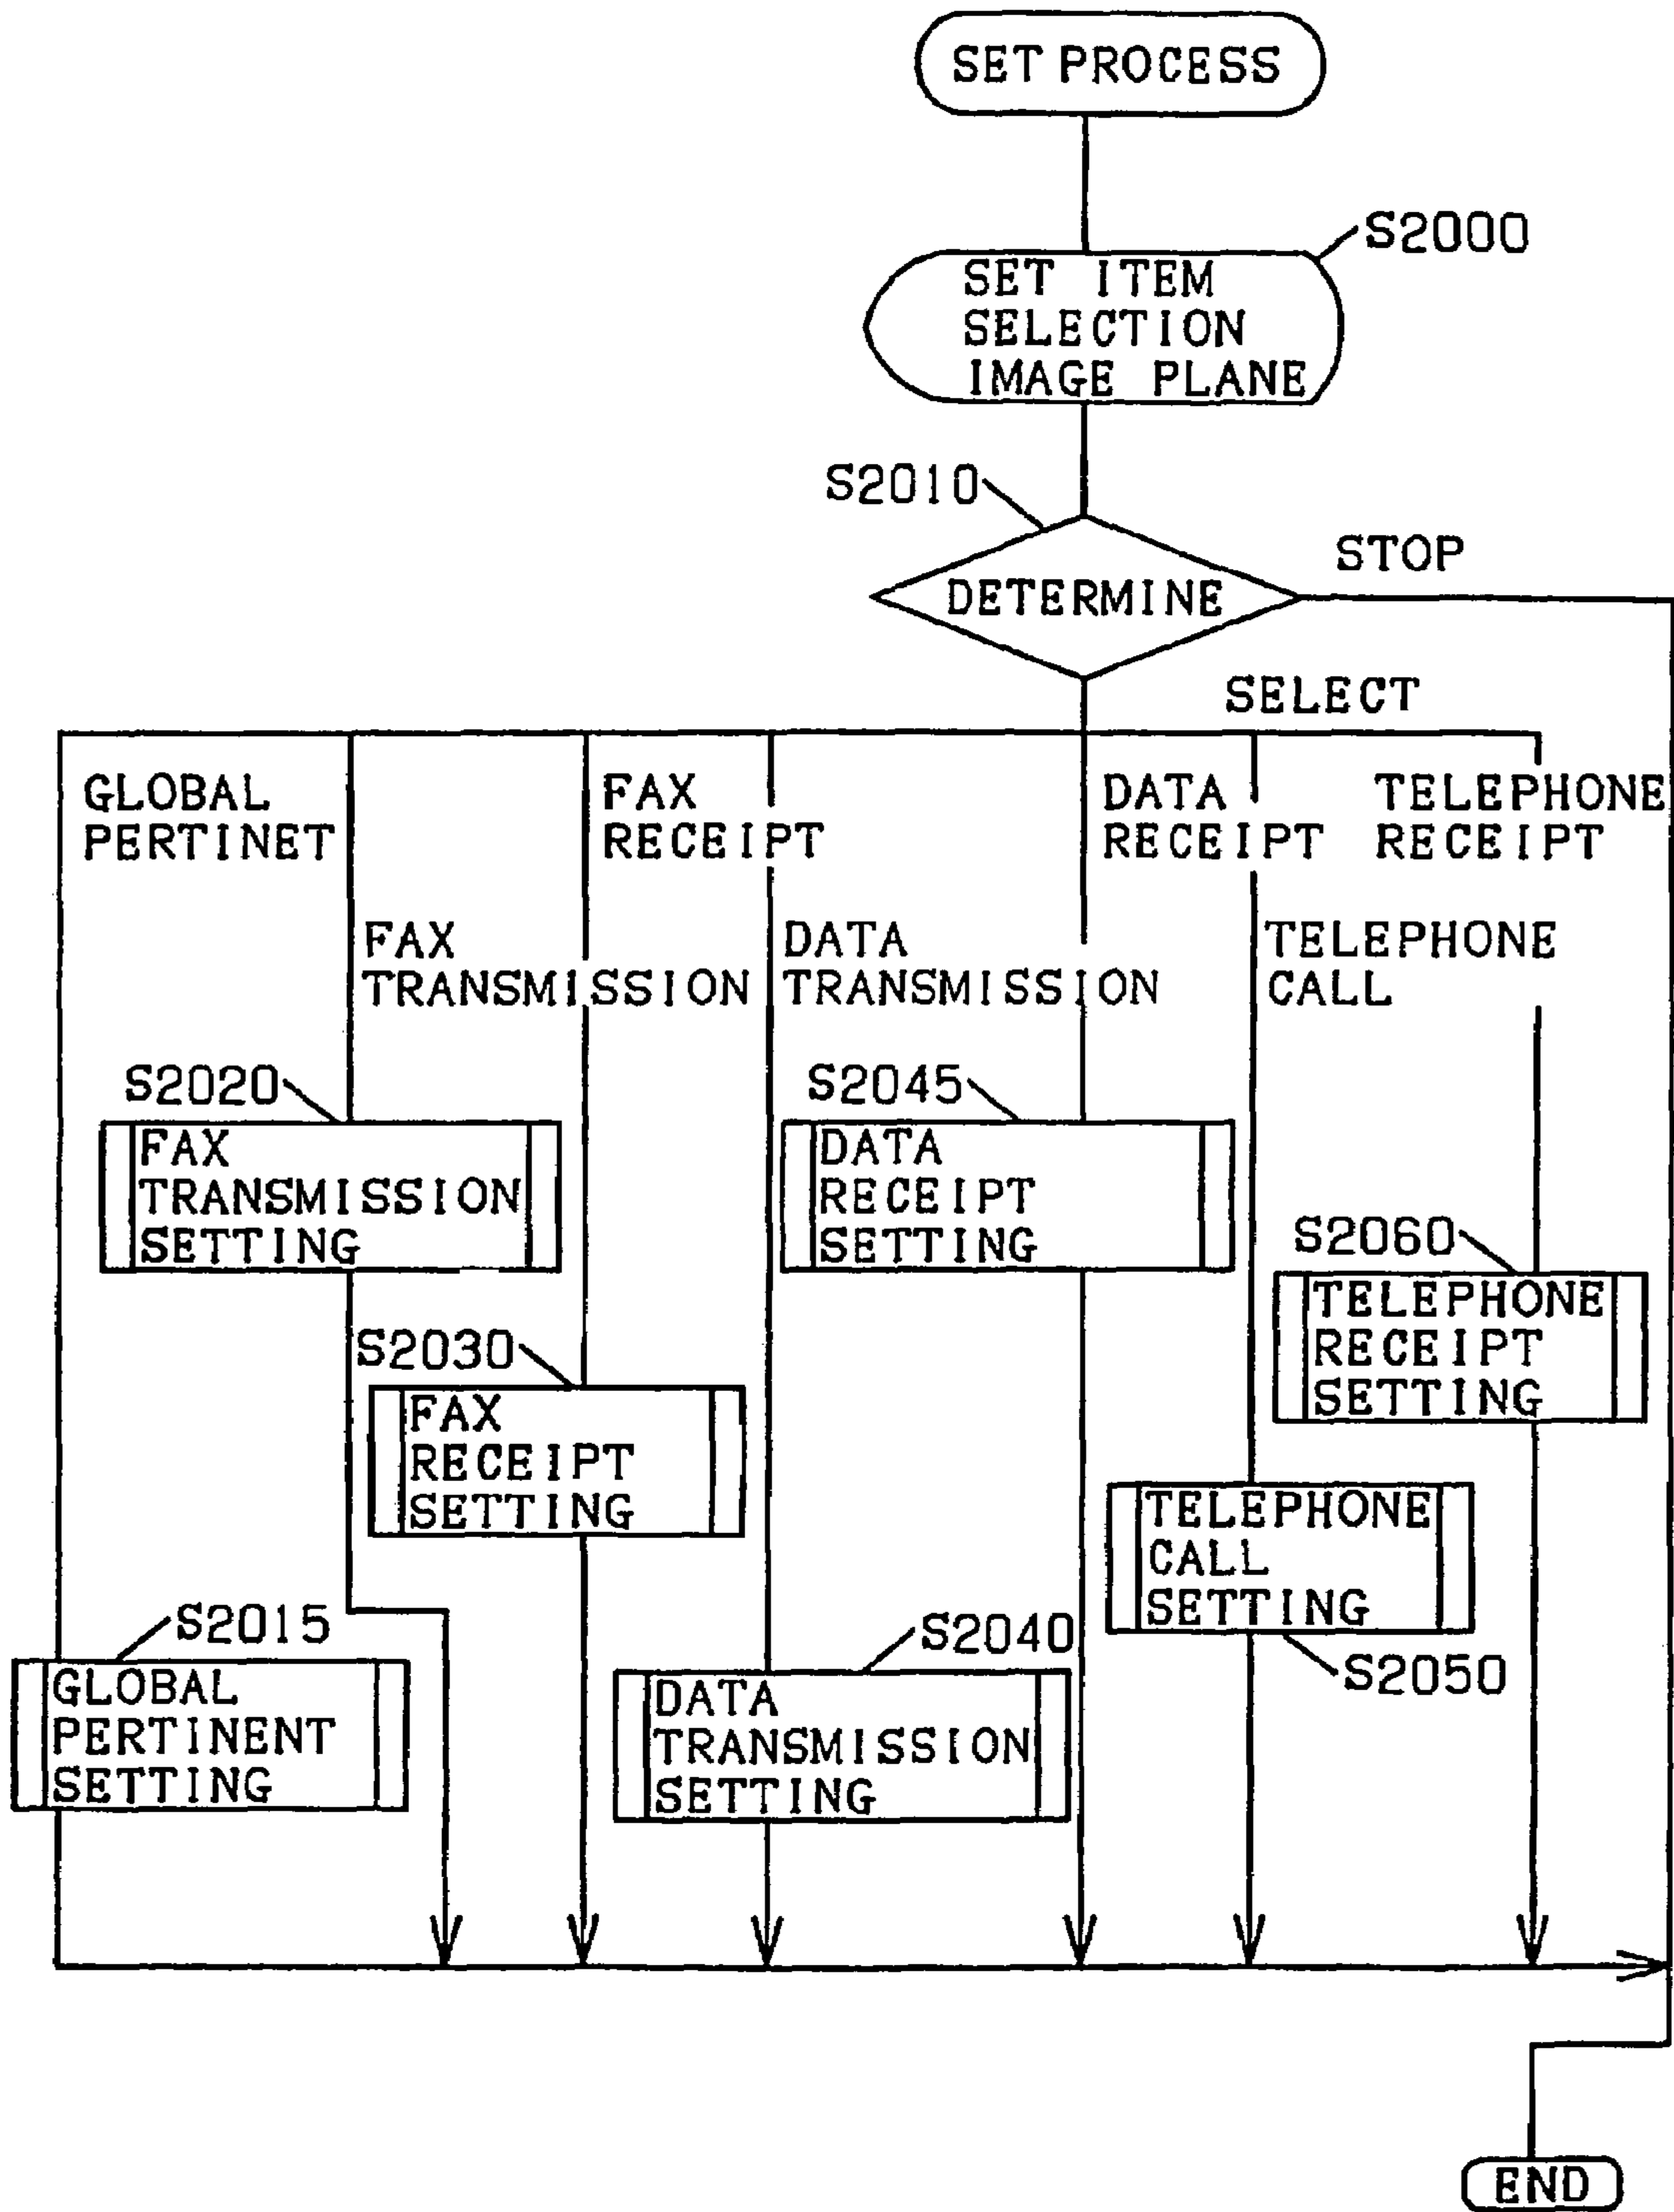 SET PROCESS
S2000
SET ITEM
SELECTION
IMAGE PLANE
S2010
DETERMINE
STOP
SELECT
GLOBAL
PERTINET
FAX
RECEIPT
DATA
RECEIPT
TELEPHONE
RECEIPT
FAX
TRANSMISSION
DATA
TRANSMISSION
TELEPHONE
CALL
S2020
FAX
TRANSMISSION
SETTING
S2045
DATA
RECEIPT
SETTING
S2060
TELEPHONE
RECEIPT
SETTING
S2030
FAX
RECEIPT
SETTING
TELEPHONE
CALL
SETTING
S2050
S2015
GLOBAL
PERTINENT
SETTING
S2040
DATA
TRANSMISSION
SETTING
END